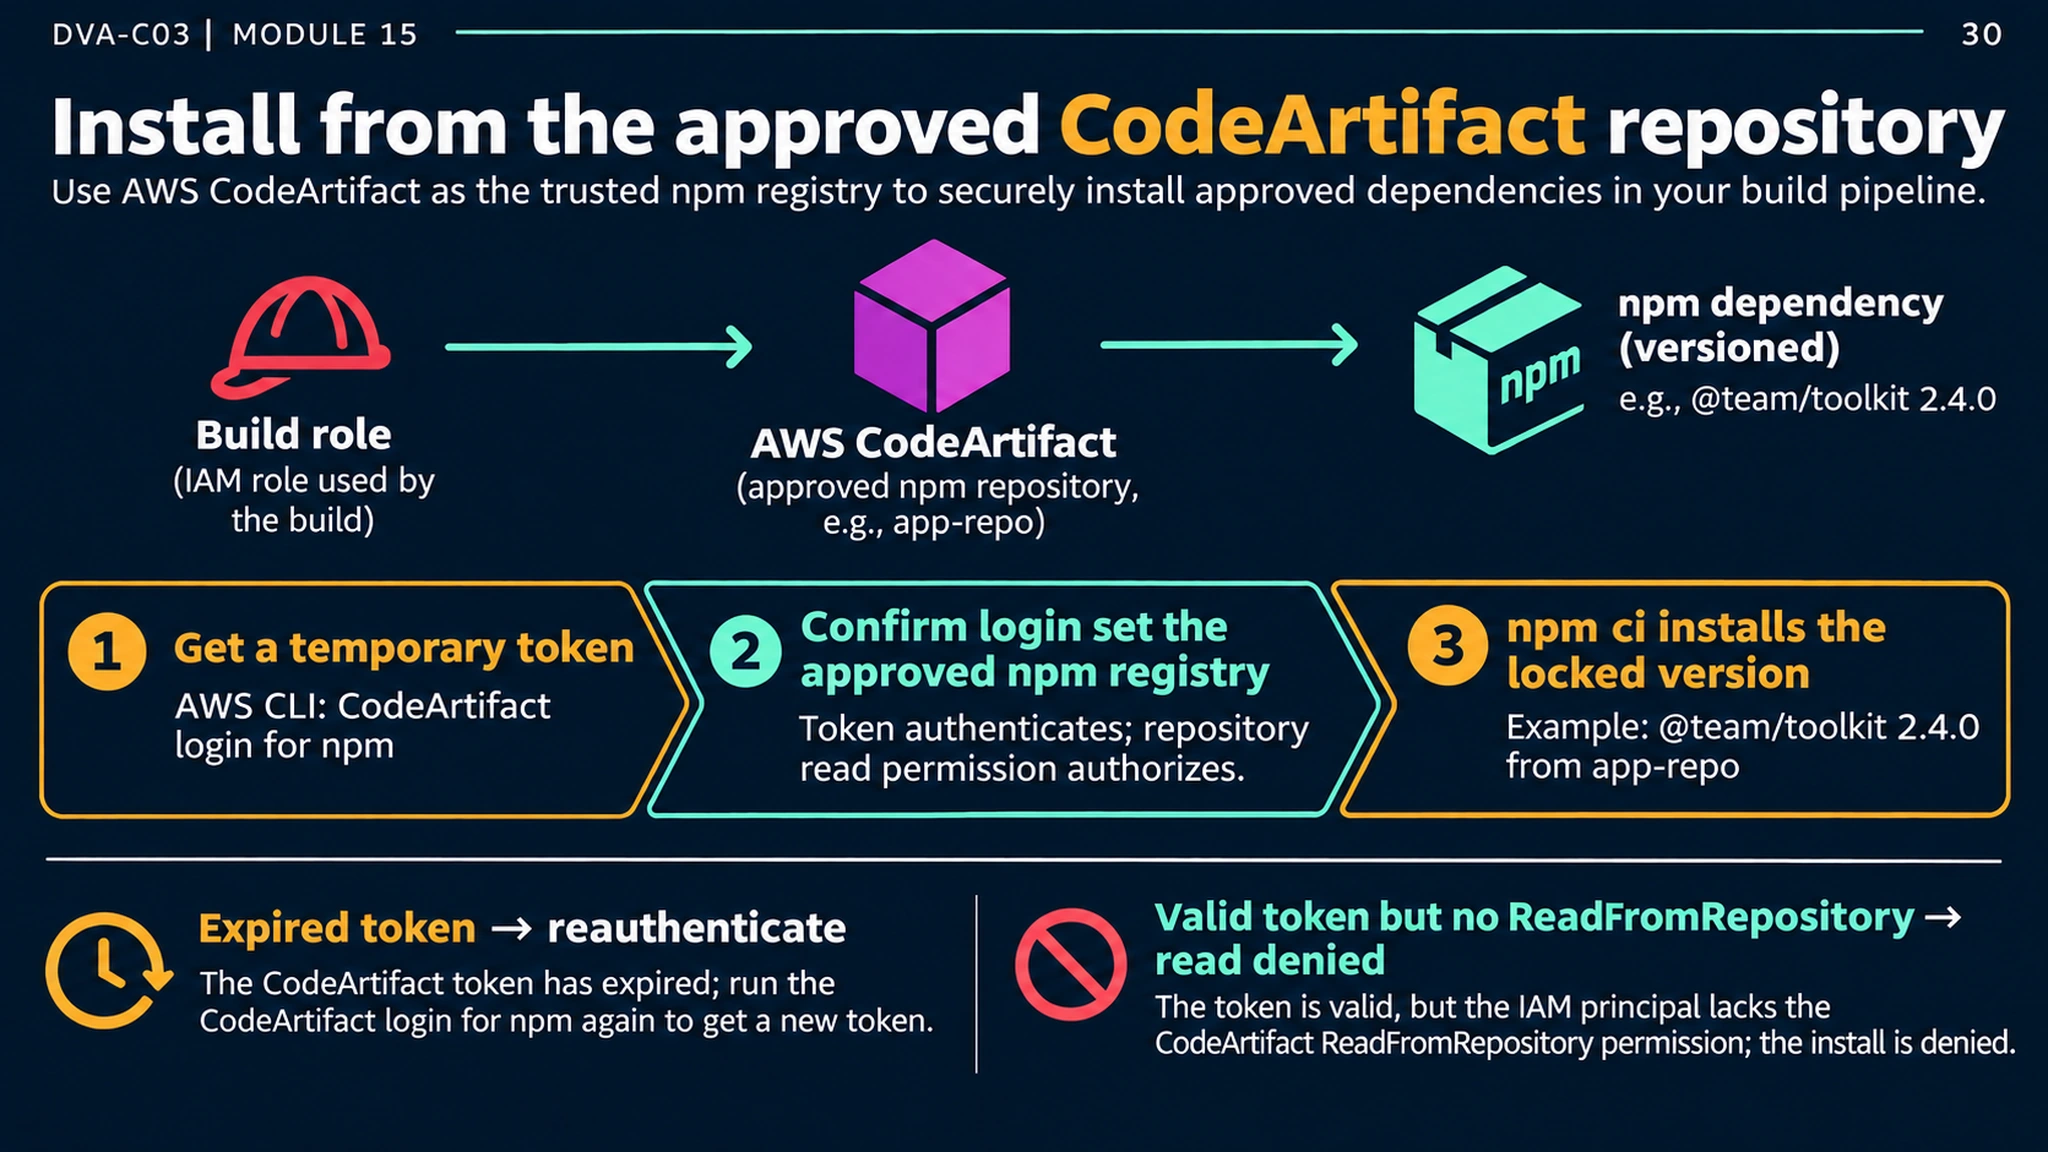 DVA-C03 | MODULE 15
30
Install from the approved CodeArtifact repository
Use AWS CodeArtifact as the trusted npm registry to securely install approved dependencies in your build pipeline.
Build role
(IAM role used by
the build)
AWS CodeArtifact
(approved npm repository,
e.g., app-repo)
npm
npm dependency
(versioned)
e.g., @team/toolkit 2.4.0
1
Get a temporary token
AWS CLI: CodeArtifact
login for npm
2
Confirm login set the
approved npm registry
Token authenticates; repository
read permission authorizes.
3
npm ci installs the
locked version
Example: @team/toolkit 2.4.0
from app-repo
Expired token → reauthenticate
The CodeArtifact token has expired; run the
CodeArtifact login for npm again to get a new token.
Valid token but no ReadFromRepository →
read denied
The token is valid, but the IAM principal lacks the
CodeArtifact ReadFromRepository permission; the install is denied.